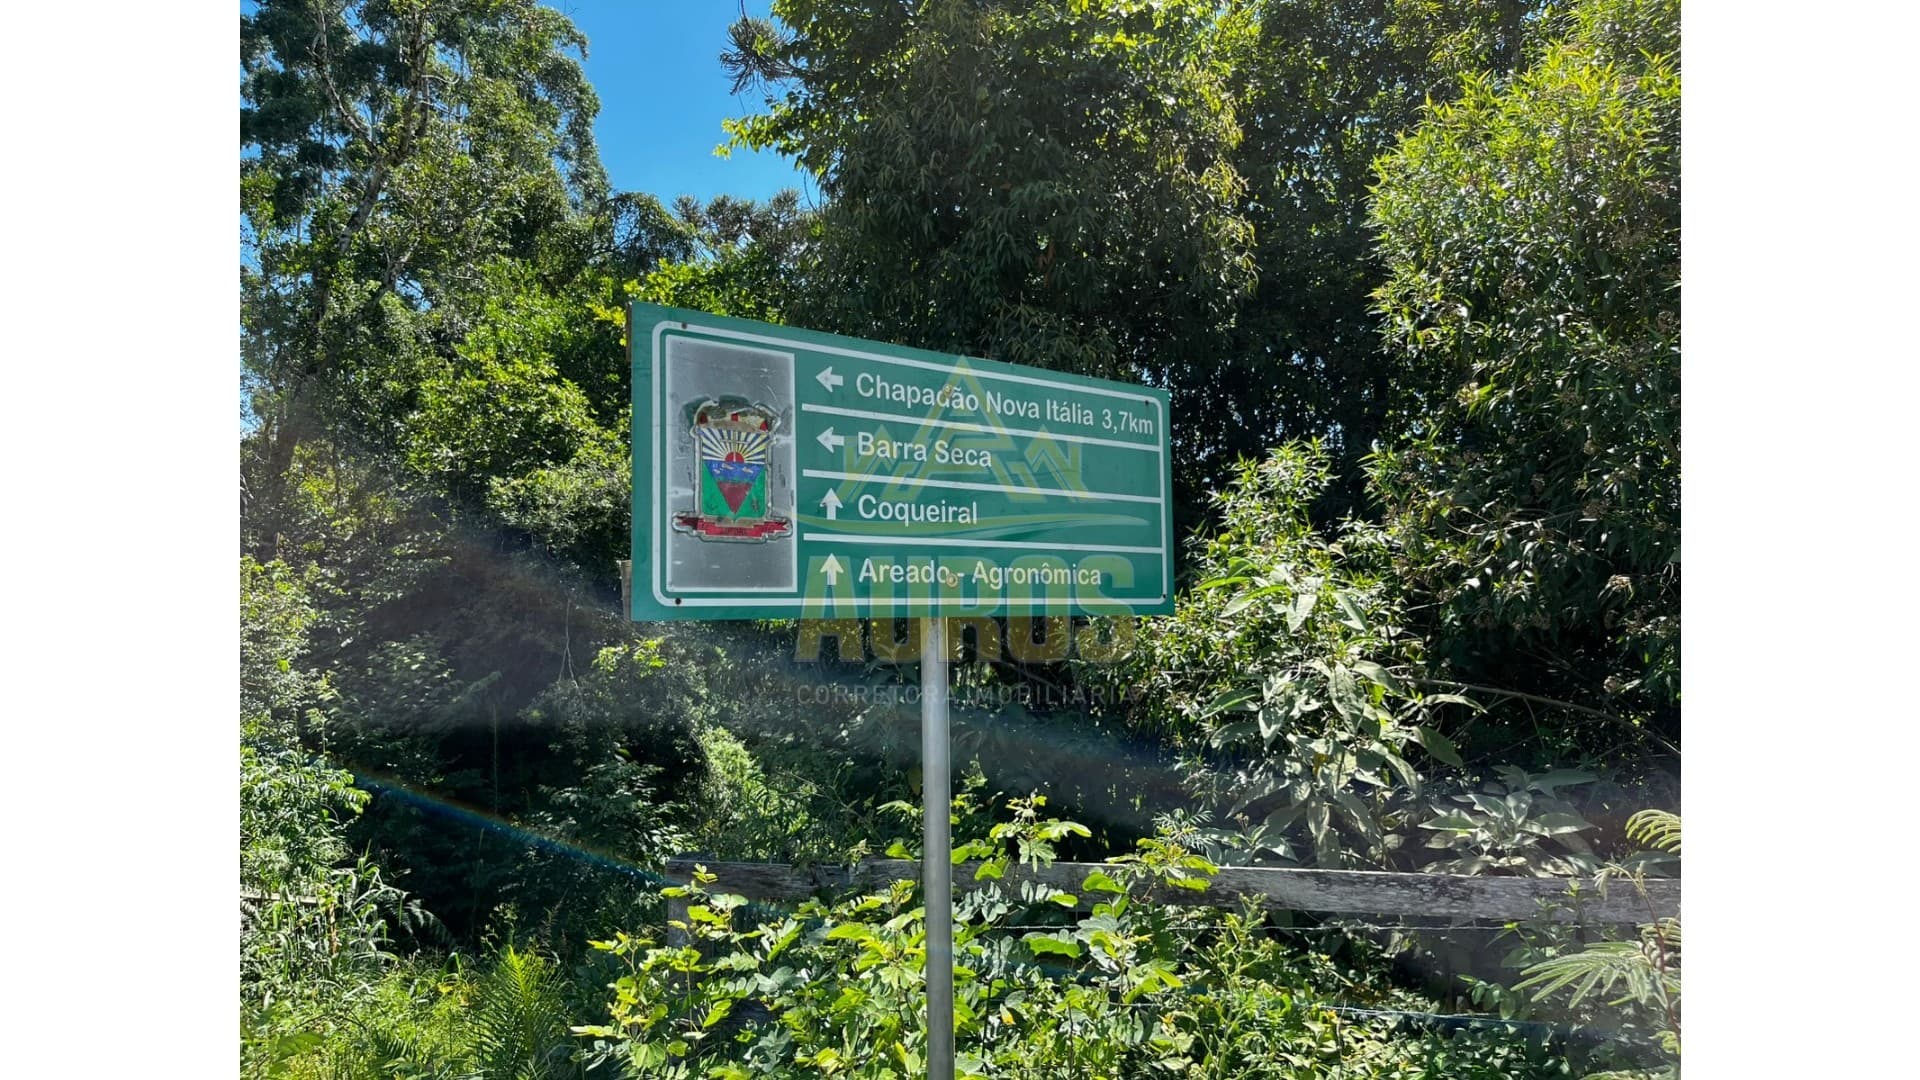 Chapadão Nova Itália 3,7km
Barra Seca
Coqueiral
Areado - Agronômica
AUROS
CORRETORA IMOBILIÁRIA